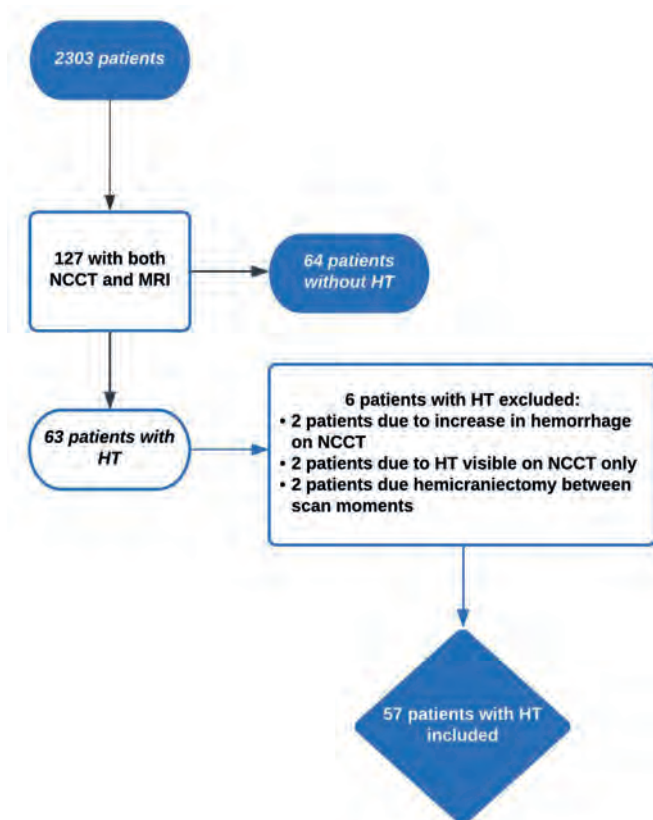 2303 patients
127 with both
NCCT and MRI
64 patients
without HT
63 patients with
HT
6 patients with HT excluded:
• 2 patients due to increase in hemorrhage
on NCCT
• 2 patients due to HT visible on NCCT only
• 2 patients due hemicraniectomy between
scan moments
57 patients with HT
included